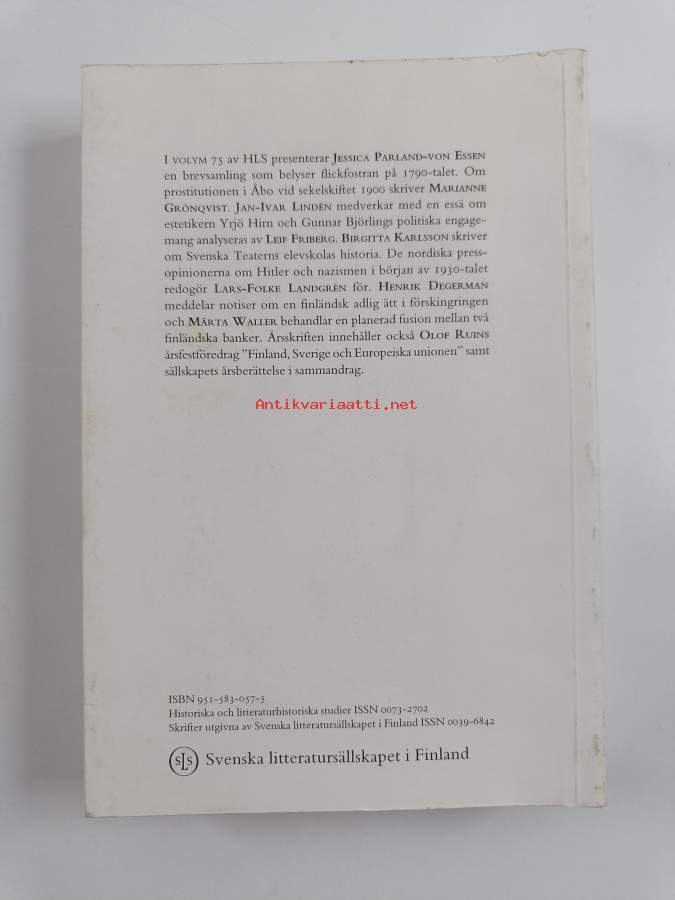 I VOLYM 75 av HLS presenterar JESSICA PARLAND-VON ESSEN
en brevsamling som belyser flickfostran på 1790-talet. Om
prostitutionen i Åbo vid sekelskiftet 1900 skriver MARIANNE
GRÖNQVIST. JAN-IVAR LINDÉN medverkar med en essä om
estetikern Yrjö Hirn och Gunnar Björlings politiska engage-
mang analyseras av LEIF FRIBERG. BIRGITTA KARLSSON skriver
om Svenska Teaterns elevskolas historia. De nordiska press-
opinionerna om Hitler och nazismen i början av 1930-talet
redogör LARS-FOLKE LANDGRÉN för. HENRIK DEGERMAN
meddelar notiser om en finländsk adlig ätt i förskingringen
och MÄRTA WALLER behandlar en planerad fusion mellan två
finländska banker. Årsskriften innehåller också OLOF RUINS
årsfestföredrag "Finland, Sverige och Europeiska unionen" samt
sällskapets årsberättelse i sammandrag.
Antikvariaatti.net
ISBN 951-583-057-5
Historiska och litteraturhistoriska studier ISSN 0073-2702
Skrifter utgivna av Svenska litteratursällskapet i Finland ISSN 0039-6842
SLS Svenska litteratursällskapet i Finland